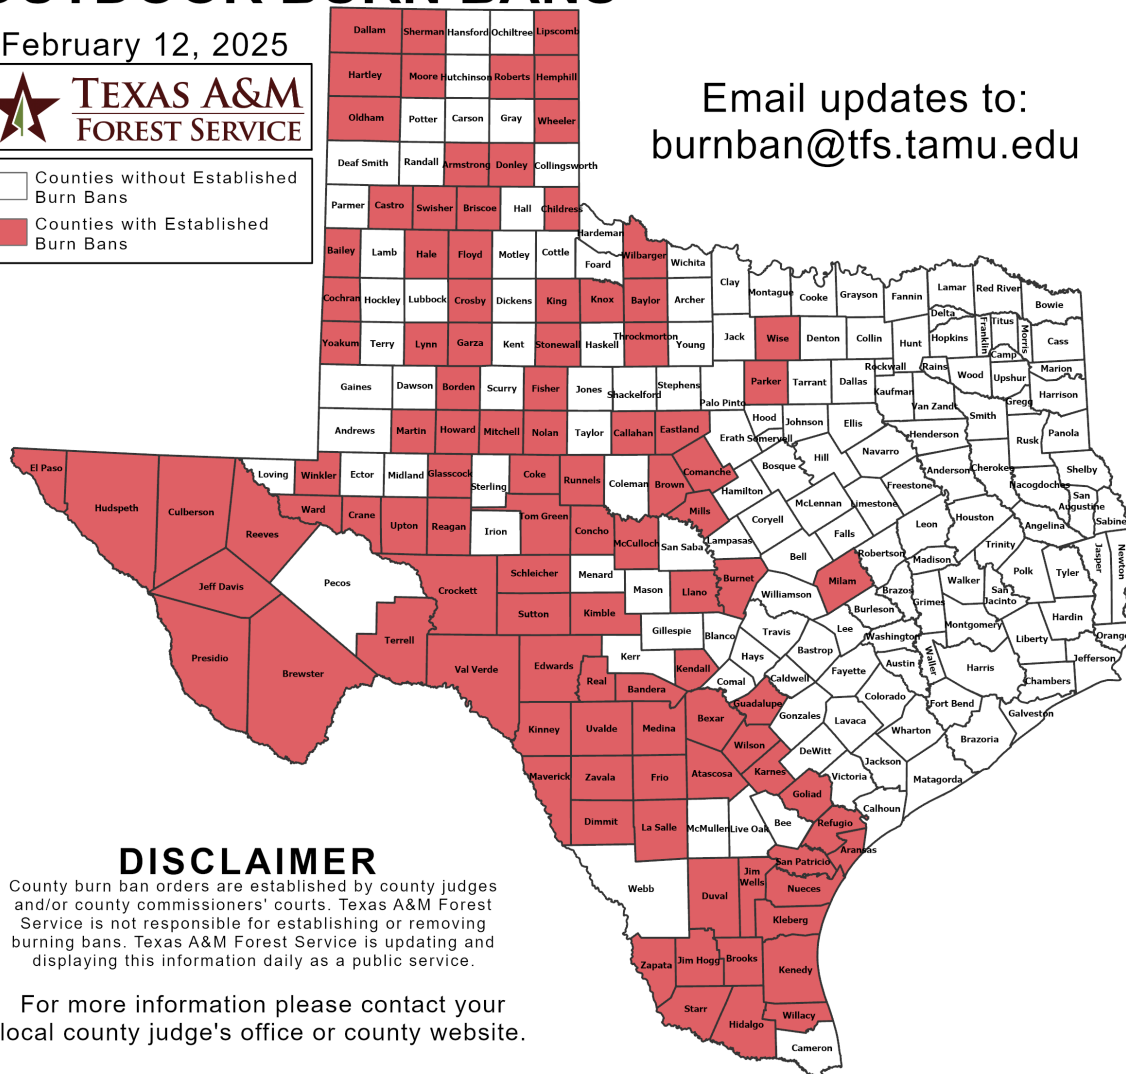 OUTDOOR BURN BANS
February 12, 2025
TEXAS A&M
FOREST SERVICE
Counties without Established
Burn Bans
Counties with Established
Burn Bans
Email updates to:
burnban@tfs.tamu.edu
Dallam Sherman Hansford Ochiltree Lipscomb
Hartley Moore Hutchinson Roberts Hemphill
Oldham Potter Carson Gray Wheeler
Deaf Smith Randall Armstrong Donley Collingsworth
Parmer Castro Swisher Briscoe Hall Childress
Hardeman
Bailey Lamb Hale Floyd Motley Cottle Foard Wilbarger Wichita
Clay Montague Cooke Grayson Fannin Lamar Red River Bowie
Cochran Hockley Lubbock Crosby Dickens King Knox Baylor Archer
Delta Titus Franklin Morris
Yoakum Terry Lynn Garza Kent Stonewall Haskell Throckmorton Young Jack Wise Denton Collin Hunt Hopkins Cass
Camp
Rockwall Rains Wood Upshur Marion
Gaines Dawson Borden Scurry Fisher Jones Shackelford Stephens Palo Pinto Parker Tarrant Dallas Kaufman Van Zandt Gregg Harrison
Andrews Martin Howard Mitchell Nolan Taylor Callahan Eastland Erath Hood Somervell Johnson Ellis Henderson Smith Rusk Panola
El Paso Hudspeth Culberson Reeves Loving Winkler Ector Midland Glasscock Sterling Coke Runnels Coleman Brown Comanche Bosque Hill Navarro Anderson Cherokee Shelby
Nacogdoches San Augustine Sabine
Ward Crane Upton Reagan Irion Tom Green Concho McCulloch San Saba Mills Hamilton Lampasas Coryell McLennan Limestone Freestone Leon Houston Angelina
Falls Bell Robertson Madison Trinity Polk Tyler Jasper Newton
Jeff Davis Pecos Crockett Schleicher Menard Mason Llano Burnet Williamson Milam Brazos Grimes Walker San Jacinto
Sutton Kimble Burleson Montgomery Liberty Hardin Orange
Presidio Brewster Terrell Val Verde Edwards Kerr Gillespie Blanco Travis Lee Washington Waller Harris Jefferson
Hays Bastrop Fayette Austin Chambers
Real Bandera Kendall Comal Caldwell Colorado Fort Bend Galveston
Kinney Uvalde Medina Bexar Guadalupe Gonzales Lavaca Wharton Brazoria
Wilson DeWitt Jackson Matagorda
Maverick Zavala Frio Atascosa Karnes Victoria Calhoun
Goliad
Dimmit La Salle McMullen Live Oak Bee Refugio
Aransas
San Patricio
Webb Duval Jim Wells Nueces
Kleberg
Zapata Jim Hogg Brooks Kenedy
Starr Hidalgo Willacy
Cameron
DISCLAIMER
County burn ban orders are established by county judges
and/or county commissioners' courts. Texas A&M Forest
Service is not responsible for establishing or removing
burning bans. Texas A&M Forest Service is updating and
displaying this information daily as a public service.
For more information please contact your
local county judge's office or county website.